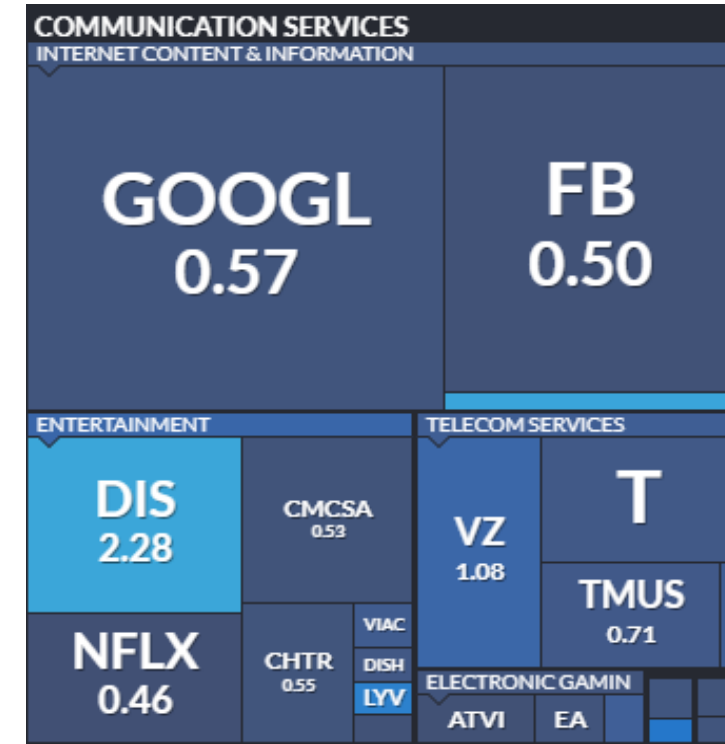 COMMUNICATION SERVICES
INTERNET CONTENT & INFORMATION
GOOGL
0.57
FB
0.50
ENTERTAINMENT
DIS
2.28
CMCSA
0.53
NFLX
0.46
CHTR
0.55
VIAC
DISH
LYV
TELECOM SERVICES
VZ
1.08
T
TMUS
0.71
ELECTRONIC GAMIN
ATVI
EA